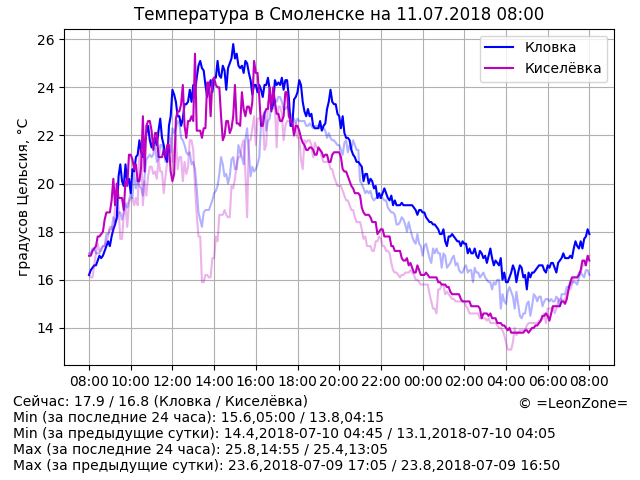 Температура в Смоленске на 11.07.2018 08:00
Кловка
Киселёвка
градусов Цельсия, °C
26
24
22
20
18
16
14
08:00 10:00 12:00 14:00 16:00 18:00 20:00 22:00 00:00 02:00 04:00 06:00 08:00
Сейчас: 17.9 / 16.8 (Кловка / Киселёвка)
© =LeonZone=
Min (за последние 24 часа): 15.6,05:00 / 13.8,04:15
Min (за предыдущие сутки): 14.4,2018-07-10 04:45 / 13.1,2018-07-10 04:05
Max (за последние 24 часа): 25.8,14:55 / 25.4,13:05
Max (за предыдущие сутки): 23.6,2018-07-09 17:05 / 23.8,2018-07-09 16:50